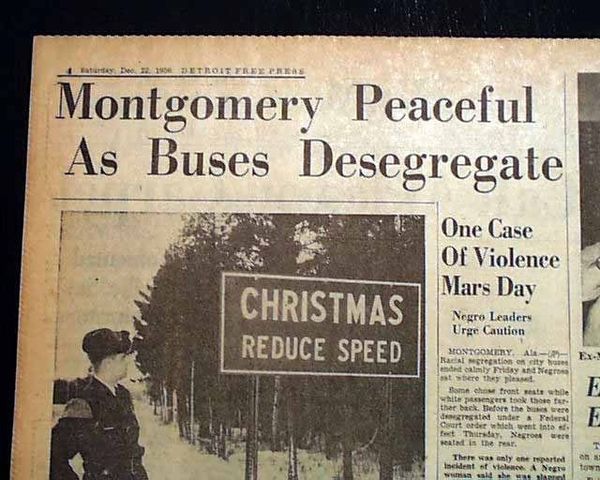 4 Saturday, Dec. 22, 1956 DETROIT FREE PRESS
Montgomery Peaceful
As Buses Desegregate
CHRISTMAS
REDUCE SPEED
One Case
Of Violence
Mars Day
Negro Leaders
Urge Caution
MONTGOMERY, Ala.—(AP)—
Racial segregation on city buses
ended calmly Friday and Negroes
sat where they pleased.
Some chose front seats while
white passengers took those far-
ther back. Before the buses were
desegregated under a Federal
Court order which went into ef-
fect Thursday, Negroes were
seated in the rear.
There was only one reported
incident of violence. A Negro
woman said she was slapped
Ex-M
E
E
T
on a
town